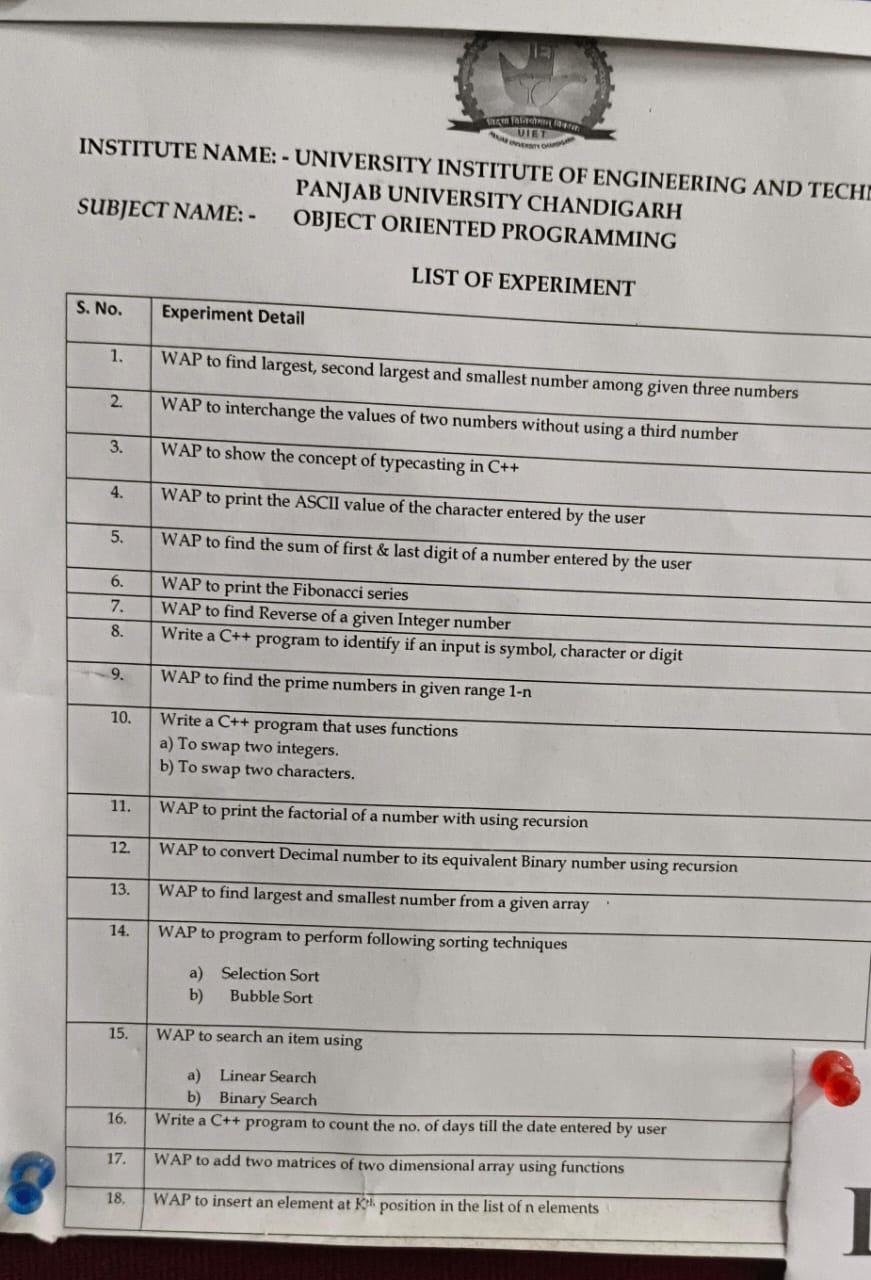 UIET
PANJAB UNIVERSITY CHANDIGARH
INSTITUTE NAME: - UNIVERSITY INSTITUTE OF ENGINEERING AND TECH
PANJAB UNIVERSITY CHANDIGARH
SUBJECT NAME: - OBJECT ORIENTED PROGRAMMING
LIST OF EXPERIMENT
S. No. Experiment Detail
1. WAP to find largest, second largest and smallest number among given three numbers
2. WAP to interchange the values of two numbers without using a third number
3. WAP to show the concept of typecasting in C++
4. WAP to print the ASCII value of the character entered by the user
5. WAP to find the sum of first & last digit of a number entered by the user
6. WAP to print the Fibonacci series
7. WAP to find Reverse of a given Integer number
8. Write a C++ program to identify if an input is symbol, character or digit
9. WAP to find the prime numbers in given range 1-n
10. Write a C++ program that uses functions
a) To swap two integers.
b) To swap two characters.
11. WAP to print the factorial of a number with using recursion
12. WAP to convert Decimal number to its equivalent Binary number using recursion
13. WAP to find largest and smallest number from a given array
14. WAP to program to perform following sorting techniques
a) Selection Sort
b) Bubble Sort
15. WAP to search an item using
a) Linear Search
b) Binary Search
16. Write a C++ program to count the no. of days till the date entered by user
17. WAP to add two matrices of two dimensional array using functions
18. WAP to insert an element at Kth position in the list of n elements